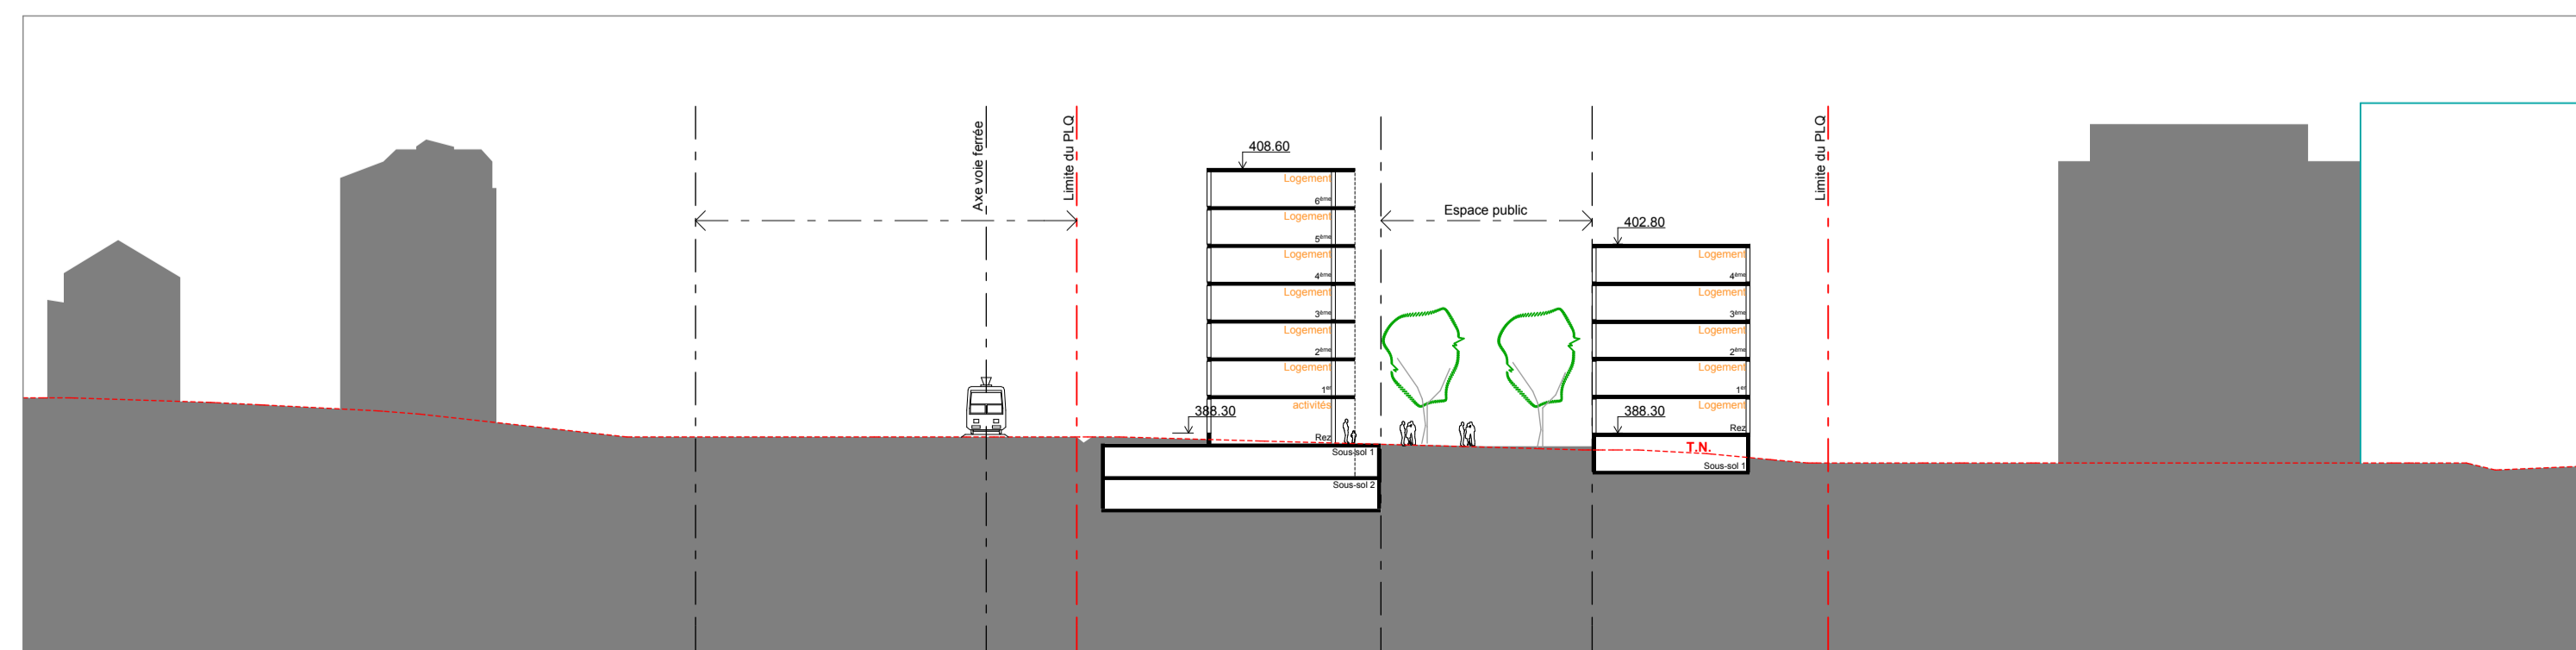 Axe voie ferrée
Limite du PLQ
408.60
Logement
6ème
Logement
5ème
Logement
4ème
Logement
3ème
Logement
2ème
Logement
1er
activités
388.30
Rez
Sous-sol 1
Sous-sol 2
Espace public
402.80
Logement
4ème
Logement
3ème
Logement
2ème
Logement
1er
Logement
388.30
Rez
T.N.
Sous-sol 1
Limite du PLQ